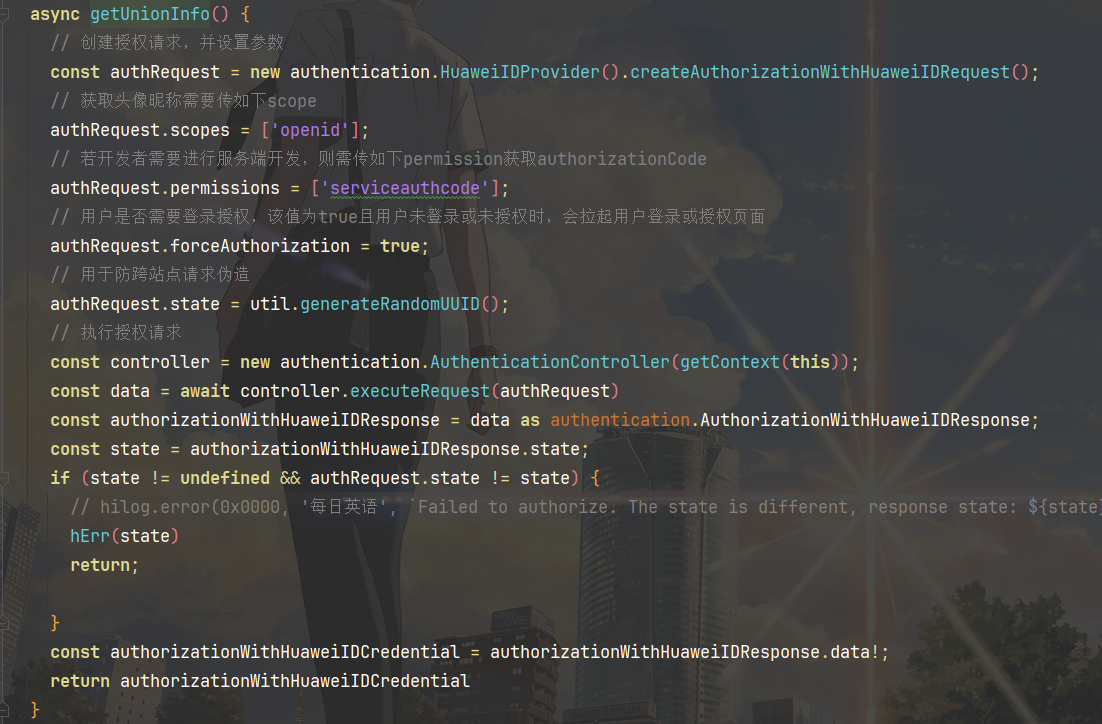 async getUnionInfo() {
// 创建授权请求，并设置参数
const authRequest = new authentication.HuaweiIDProvider().createAuthorizationWithHuaweiIDRequest();
// 获取头像昵称需要传如下scope
authRequest.scopes = ['openid'];
// 若开发者需要进行服务端开发，则需传如下permission获取authorizationCode
authRequest.permissions = ['serviceauthcode'];
// 用户是否需要登录授权，该值为true且用户未登录或未授权时，会拉起用户登录或授权页面
authRequest.forceAuthorization = true;
// 用于防跨站点请求伪造
authRequest.state = util.generateRandomUUID();
// 执行授权请求
const controller = new authentication.AuthenticationController(getContext(this));
const data = await controller.executeRequest(authRequest)
const authorizationWithHuaweiIDResponse = data as authentication.AuthorizationWithHuaweiIDResponse;
const state = authorizationWithHuaweiIDResponse.state;
if (state != undefined && authRequest.state != state) {
// hilog.error(0x0000, '每日英语', `Failed to authorize. The state is different, response state: ${state}
hErr(state)
return;
}
const authorizationWithHuaweiIDCredential = authorizationWithHuaweiIDResponse.data!;
return authorizationWithHuaweiIDCredential
}